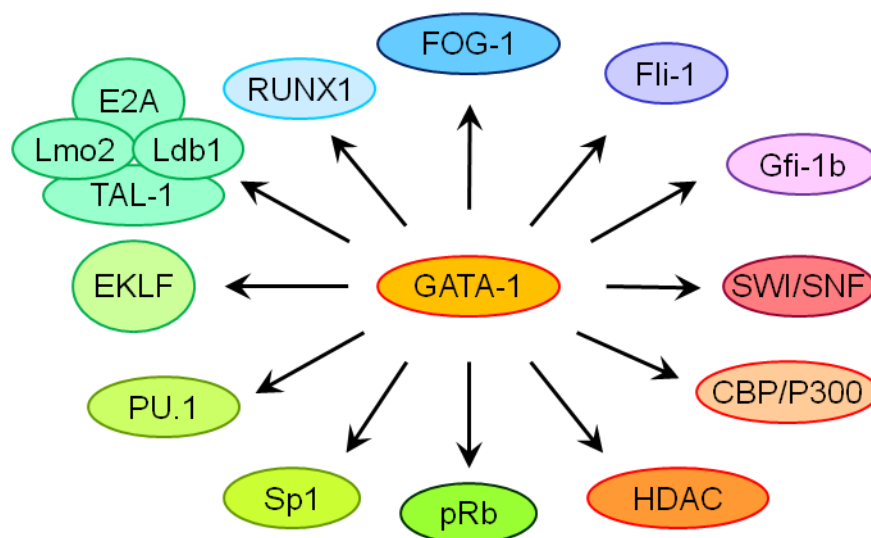 FOG-1
Fli-1
RUNX1
E2A
Lmo2
Ldb1
TAL-1
Gfi-1b
EKLF
GATA-1
SWI/SNF
PU.1
CBP/P300
Sp1
pRb
HDAC